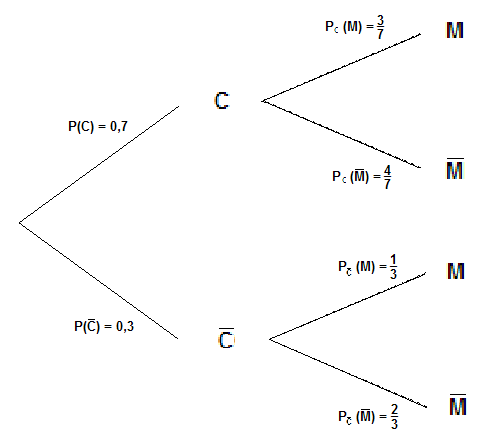 P_C (M) = 3/7
M
C
P(C) = 0,7
P_C (M̅) = 4/7
M̅
P_C̅ (M) = 1/3
M
P(C̅) = 0,3
C̅
P_C̅ (M̅) = 2/3
M̅